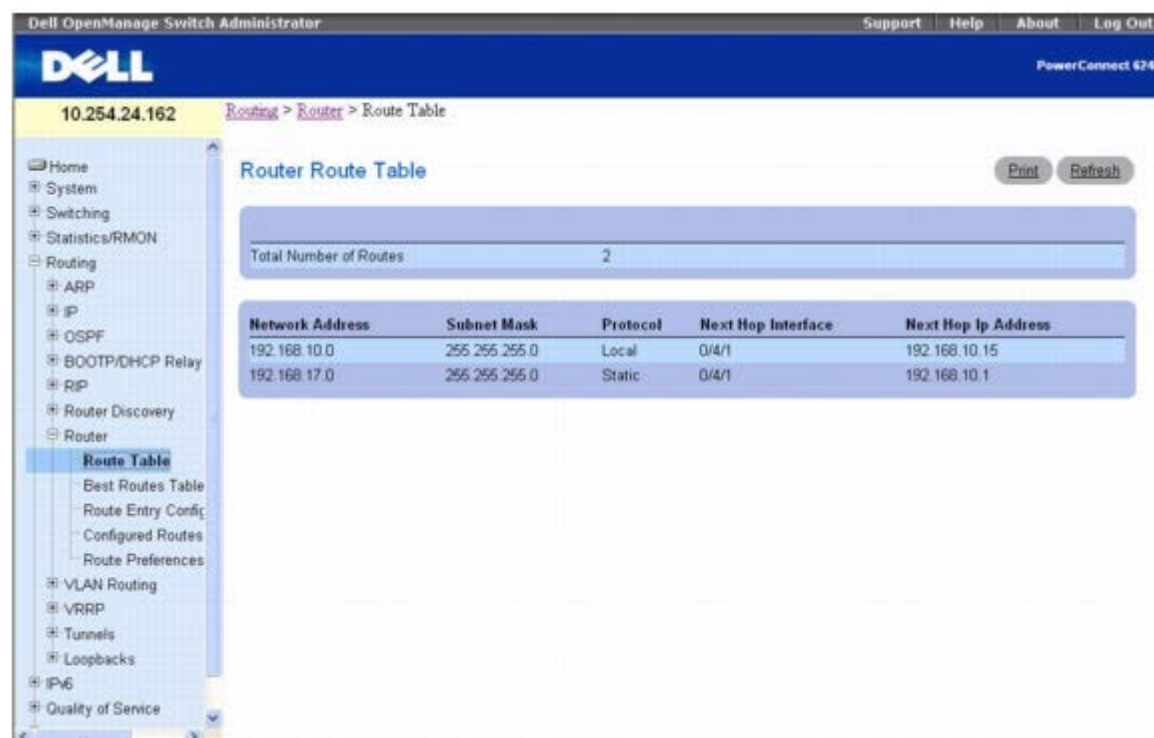 Dell OpenManage Switch Administrator Support Help About Log Out
DELL
PowerConnect 624
10.254.24.162
Routing > Router > Route Table
Home
System
Switching
Statistics/RMON
Routing
ARP
IP
OSPF
BOOTP/DHCP Relay
RIP
Router Discovery
Router
Route Table
Best Routes Table
Route Entry Config
Configured Routes
Route Preferences
VLAN Routing
VRRP
Tunnels
Loopbacks
IPv6
Quality of Service
Router Route Table
Print Refresh
Total Number of Routes 2
Network Address Subnet Mask Protocol Next Hop Interface Next Hop Ip Address
192.168.10.0 255.255.255.0 Local 0/4/1 192.168.10.15
192.168.17.0 255.255.255.0 Static 0/4/1 192.168.10.1